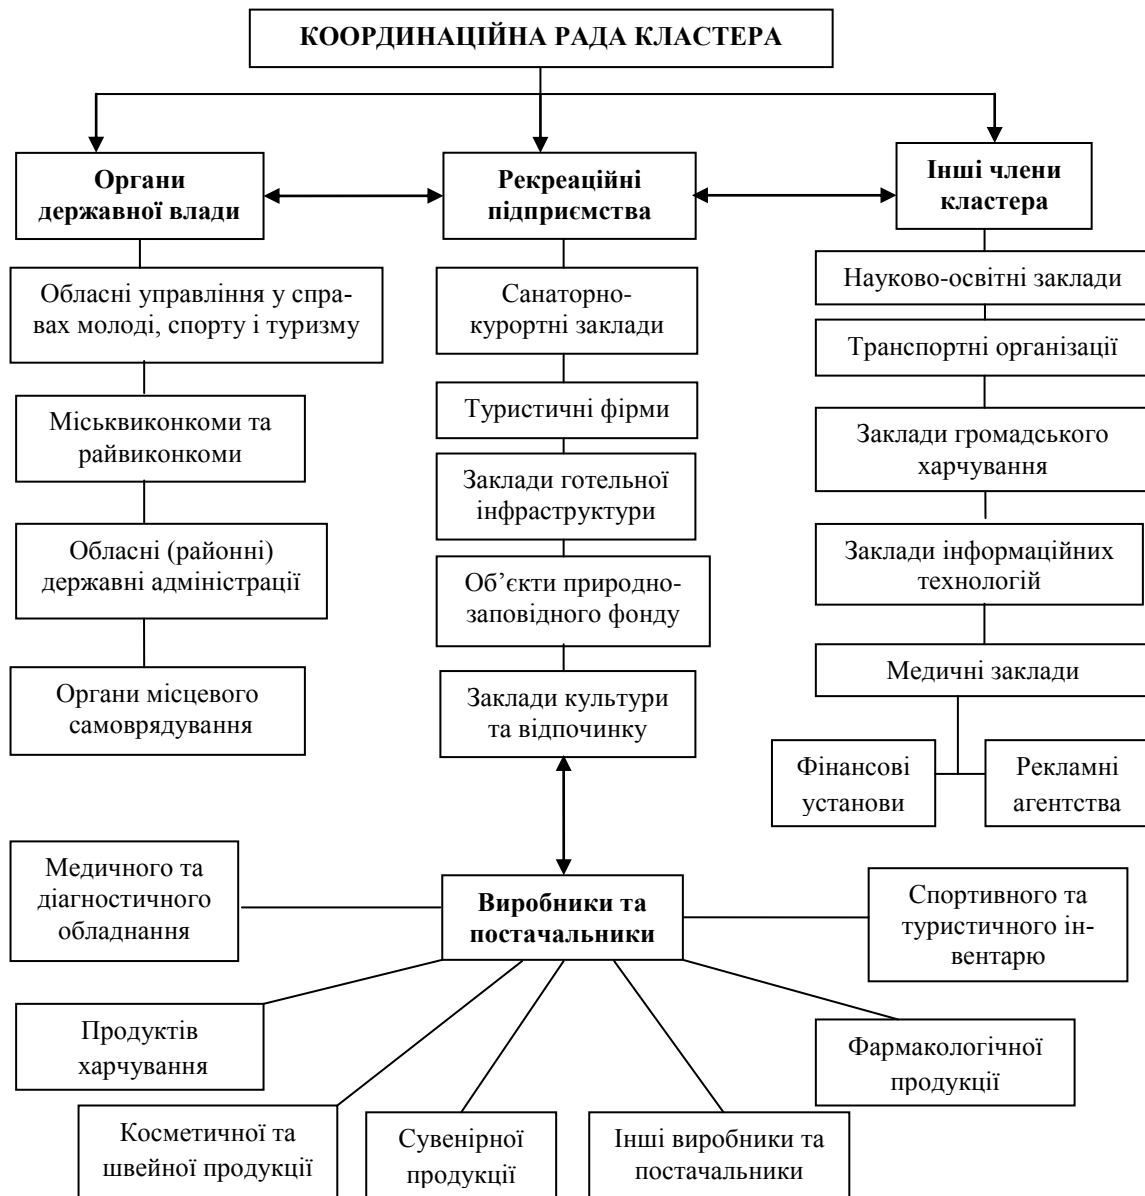 КООРДИНАЦІЙНА РАДА КЛАСТЕРА
Органи
державної влади
Рекреаційні
підприємства
Інші члени
кластера
Обласні управління у спра-
вах молоді, спорту і туризму
Міськвиконкоми та
райвиконкоми
Обласні (районні)
державні адміністрації
Органи місцевого
самоврядування
Санаторно-
курортні заклади
Туристичні фірми
Заклади готельної
інфраструктури
Об’єкти природно-
заповідного фонду
Заклади культури
та відпочинку
Науково-освітні заклади
Транспортні організації
Заклади громадського
харчування
Заклади інформаційних
технологій
Медичні заклади
Фінансові
установи
Рекламні
агентства
Виробники та
постачальники
Медичного та
діагностичного
обладнання
Спортивного та
туристичного ін-
вентарю
Продуктів
харчування
Фармакологічної
продукції
Косметичної та
швейної продукції
Сувенірної
продукції
Інші виробники та
постачальники